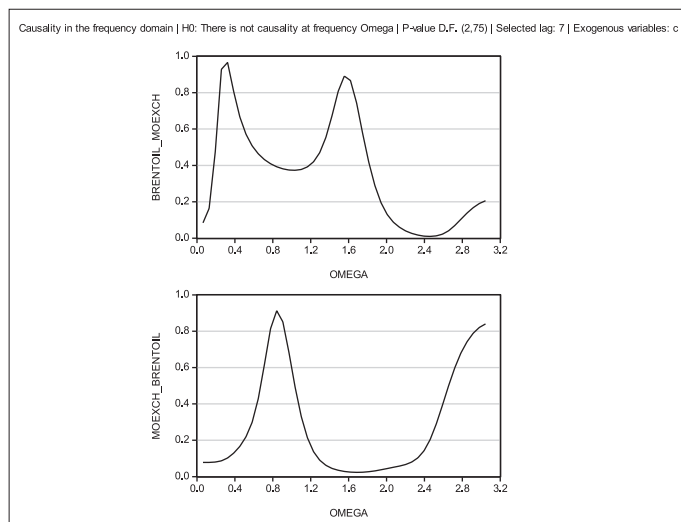 Causality in the frequency domain | H0: There is not causality at frequency Omega | P-value D.F. (2,75) | Selected lag: 7 | Exogenous variables: c
BRENTOIL_MOEXCH
1.0
0.8
0.6
0.4
0.2
0.0
0.0 0.4 0.8 1.2 1.6 2.0 2.4 2.8 3.2
OMEGA
MOEXCH_BRENTOIL
1.0
0.8
0.6
0.4
0.2
0.0
0.0 0.4 0.8 1.2 1.6 2.0 2.4 2.8 3.2
OMEGA